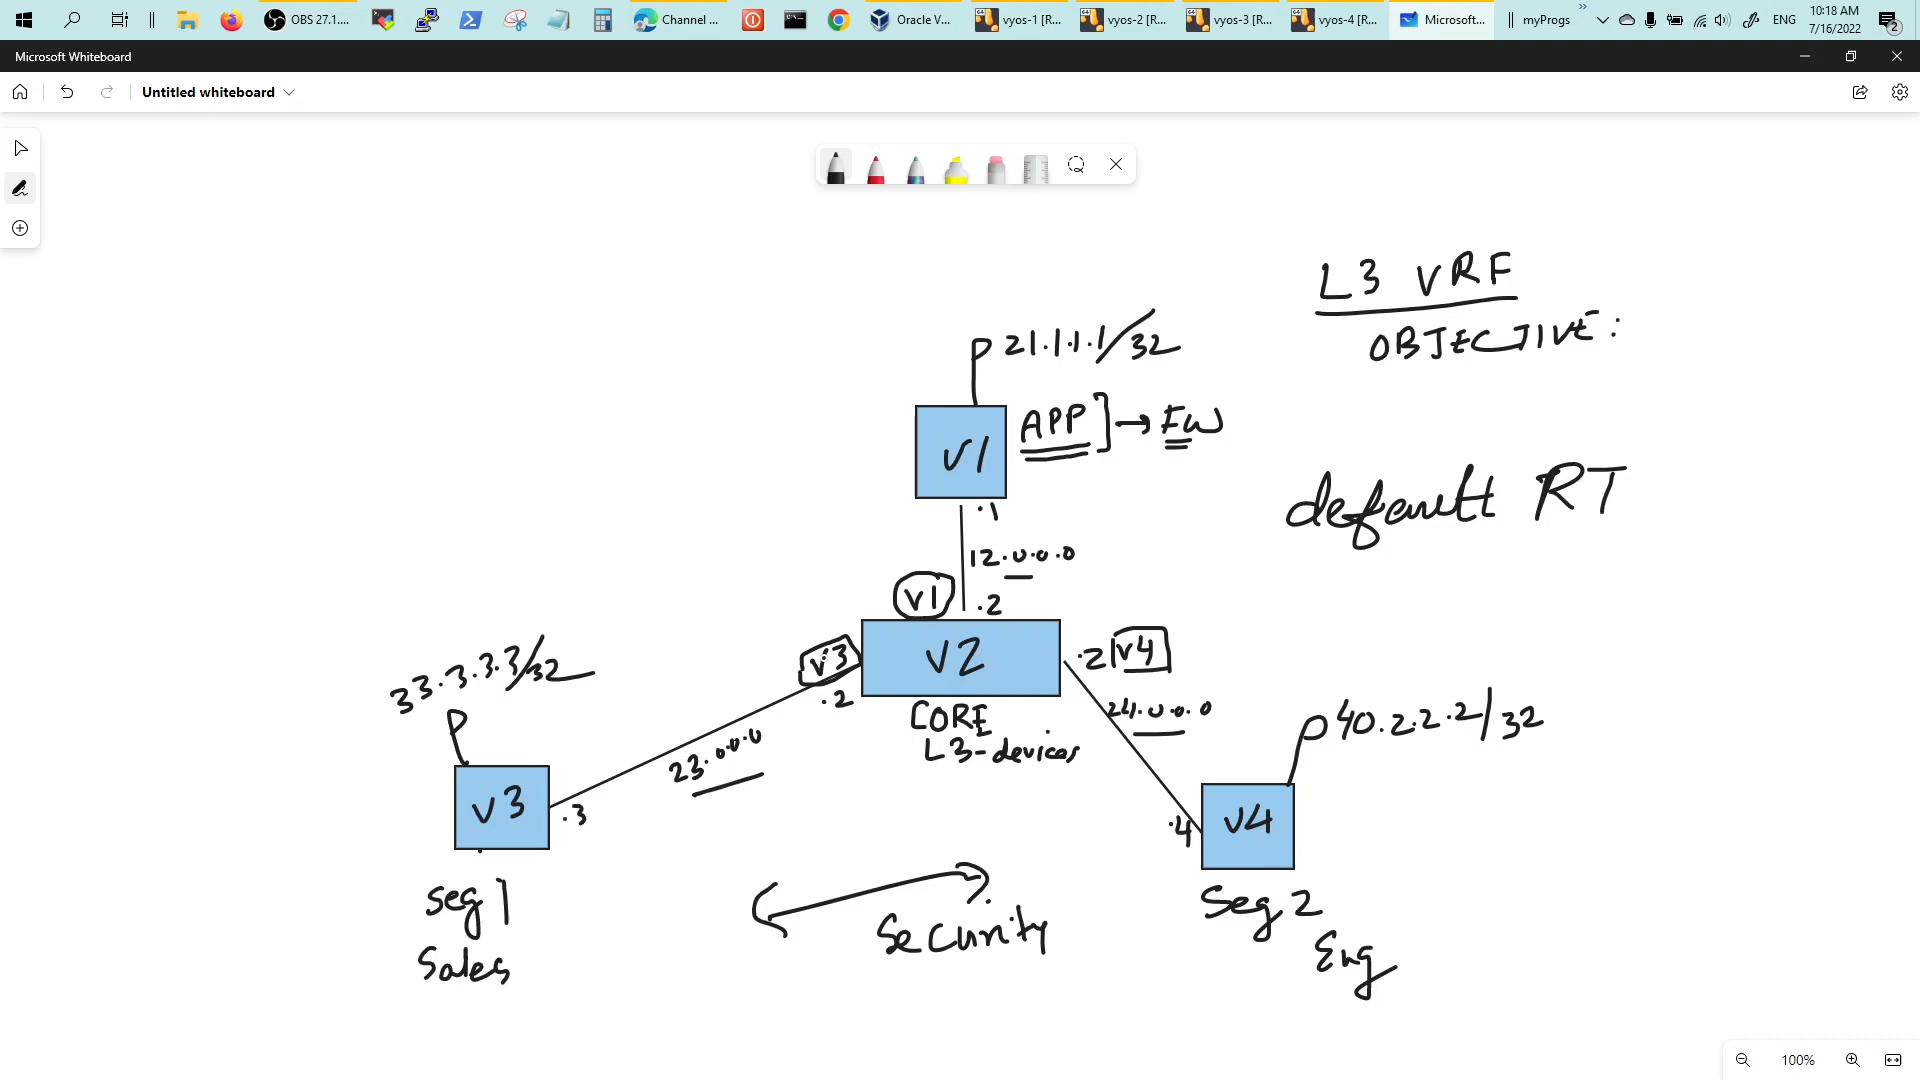 OBS 27.1....
Channel ...
Oracle V...
vyos-1 [R...
vyos-2 [R...
vyos-3 [R...
vyos-4 [R...
Microsoft...
myProgs
ENG
10:18 AM
7/16/2022
2
Microsoft Whiteboard
Untitled whiteboard
L3 VRF
OBJECTIVE:
21.1.1.1/32
V1
APP] → FW
default RT
.1
12.0.0.0
V1
.2
V3
V2
.2
V4
33.3.3.3/32
.2
CORE
L3-devices
24.0.0.0
40.2.2.2/32
23.0.0.0
V3
.3
.4
V4
Seg 1
Sales
Security
Seg 2
Eng
100%